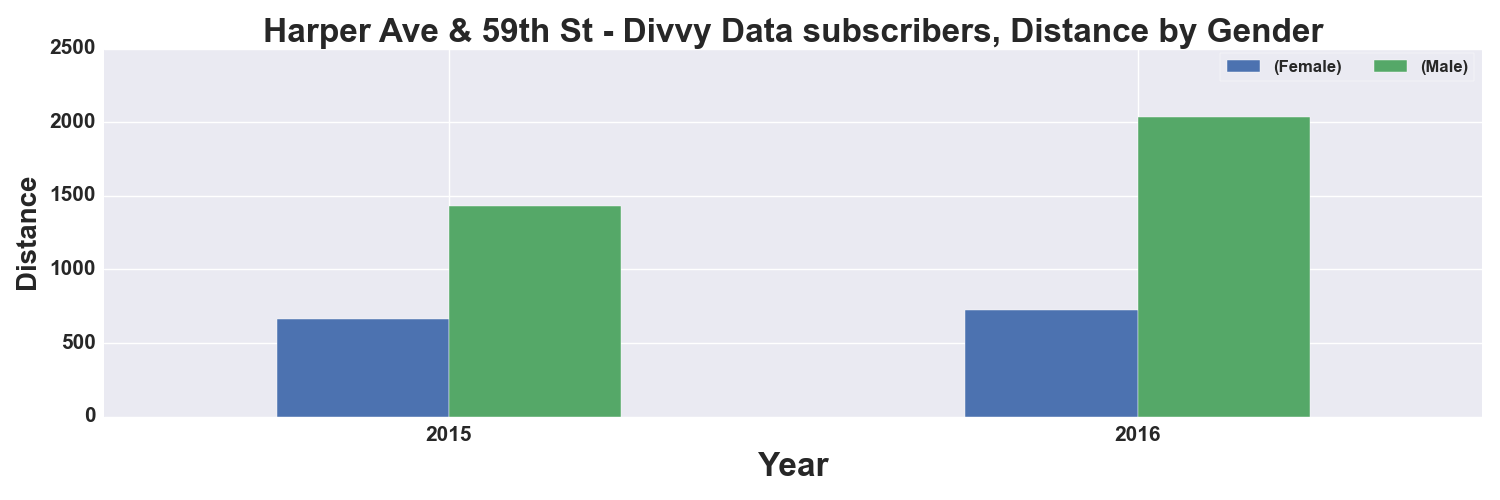 Harper Ave & 59th St - Divvy Data subscribers, Distance by Gender
(Female) (Male)
Distance
2500
2000
1500
1000
500
0
2015 2016
Year